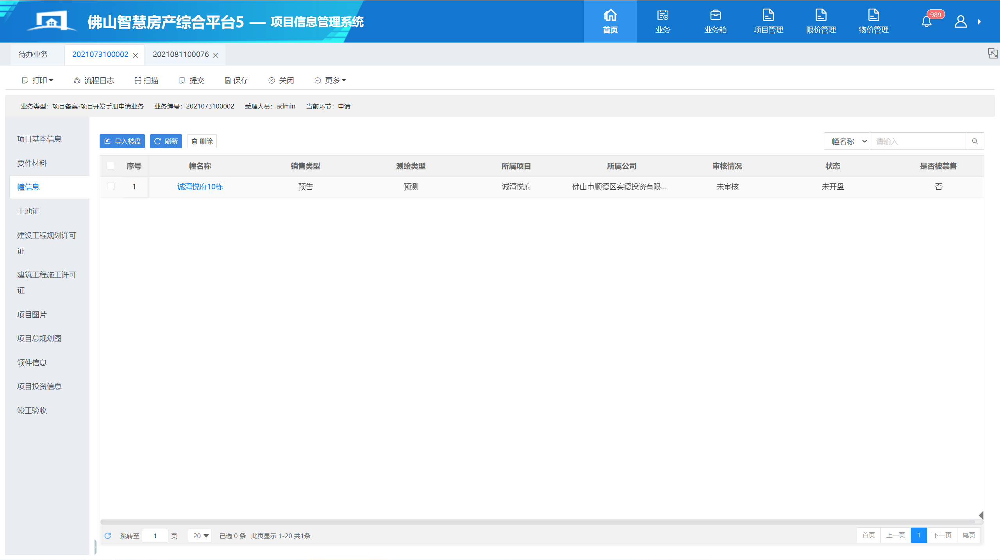 佛山智慧房产综合平台5 — 项目信息管理系统
首页
业务
业务箱
项目管理
限价管理
物价管理
989
待办业务
2021073100002
2021081100076
打印
流程日志
扫描
提交
保存
关闭
更多
业务类型：项目备案-项目开发手册申请业务 业务编号：2021073100002 受理人员：admin 当前环节：申请
项目基本信息
要件材料
幢信息
土地证
建设工程规划许可
证
建筑工程施工许可
证
项目图片
项目总规划图
领件信息
项目投资信息
竣工验收
导入楼盘
刷新
删除
幢名称
请输入
序号 幢名称 销售类型 测绘类型 所属项目 所属公司 审核情况 状态 是否被禁售
1 诚湾悦府10栋 预售 预测 诚湾悦府 佛山市顺德区实德投资有限... 未审核 未开盘 否
跳转至 1 页 20 已选 0 条 此页显示 1-20 共1条
首页 上一页 1 下一页 尾页